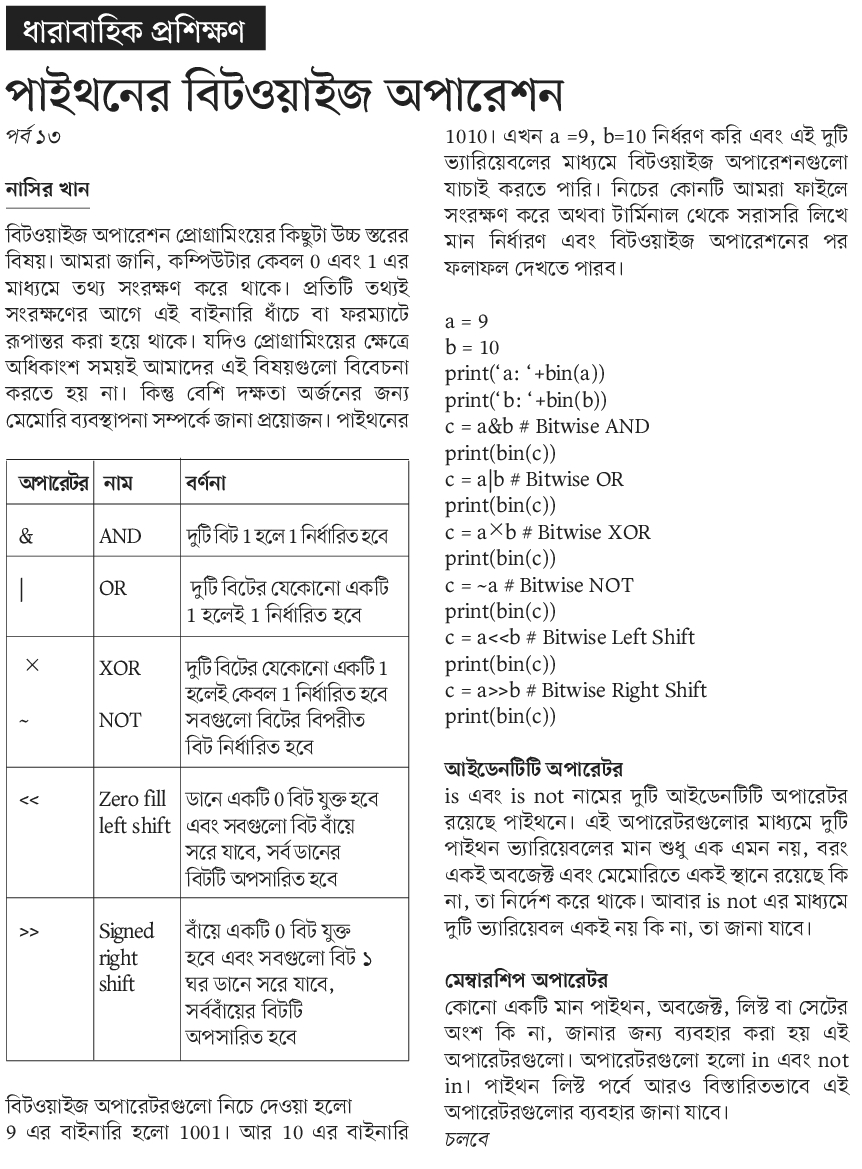 ধারাবাহিক প্রশিক্ষণ
পাইথনের বিটওয়াইজ অপারেশন
পর্ব ১৩
নাসির খান
বিটওয়াইজ অপারেশন প্রোগ্রামিংয়ের কিছুটা উচ্চ স্তরের
বিষয়। আমরা জানি, কম্পিউটার কেবল 0 এবং 1 এর
মাধ্যমে তথ্য সংরক্ষণ করে থাকে। প্রতিটি তথ্যই
সংরক্ষণের আগে এই বাইনারি ধাঁচে বা ফরম্যাটে
রূপান্তর করা হয়ে থাকে। যদিও প্রোগ্রামিংয়ের ক্ষেত্রে
অধিকাংশ সময়ই আমাদের এই বিষয়গুলো বিবেচনা
করতে হয় না। কিন্তু বেশি দক্ষতা অর্জনের জন্য
মেমোরি ব্যবস্থাপনা সম্পর্কে জানা প্রয়োজন। পাইথনের
অপারেটর নাম বর্ণনা
& AND দুটি বিট 1 হলে 1 নির্ধারিত হবে
| OR দুটি বিটের যেকোনো একটি
1 হলেই 1 নির্ধারিত হবে
× XOR দুটি বিটের যেকোনো একটি 1
হলেই কেবল 1 নির্ধারিত হবে
~ NOT সবগুলো বিটের বিপরীত
বিট নির্ধারিত হবে
<< Zero fill ডানে একটি 0 বিট যুক্ত হবে
left shift এবং সবগুলো বিট বাঁয়ে
সরে যাবে, সর্ব ডানের
বিটটি অপসারিত হবে
>> Signed বাঁয়ে একটি 0 বিট যুক্ত
right হবে এবং সবগুলো বিট ১
shift ঘর ডানে সরে যাবে,
সর্ববাঁয়ের বিটটি
অপসারিত হবে
বিটওয়াইজ অপারেটরগুলো নিচে দেওয়া হলো
9 এর বাইনারি হলো 1001। আর 10 এর বাইনারি
1010। এখন a =9, b=10 নির্ধরণ করি এবং এই দুটি
ভ্যারিয়েবলের মাধ্যমে বিটওয়াইজ অপারেশনগুলো
যাচাই করতে পারি। নিচের কোনটি আমরা ফাইলে
সংরক্ষণ করে অথবা টার্মিনাল থেকে সরাসরি লিখে
মান নির্ধারণ এবং বিটওয়াইজ অপারেশনের পর
ফলাফল দেখতে পারব।
a = 9
b = 10
print(‘a: ‘+bin(a))
print(‘b: ‘+bin(b))
c = a&b # Bitwise AND
print(bin(c))
c = a|b # Bitwise OR
print(bin(c))
c = a×b # Bitwise XOR
print(bin(c))
c = ~a # Bitwise NOT
print(bin(c))
c = a<<b # Bitwise Left Shift
print(bin(c))
c = a>>b # Bitwise Right Shift
print(bin(c))
আইডেনটিটি অপারেটর
is এবং is not নামের দুটি আইডেনটিটি অপারেটর
রয়েছে পাইথনে। এই অপারেটরগুলোর মাধ্যমে দুটি
পাইথন ভ্যারিয়েবলের মান শুধু এক এমন নয়, বরং
একই অবজেক্ট এবং মেমোরিতে একই স্থানে রয়েছে কি
না, তা নির্দেশ করে থাকে। আবার is not এর মাধ্যমে
দুটি ভ্যারিয়েবল একই নয় কি না, তা জানা যাবে।
মেম্বারশিপ অপারেটর
কোনো একটি মান পাইথন, অবজেক্ট, লিস্ট বা সেটের
অংশ কি না, জানার জন্য ব্যবহার করা হয় এই
অপারেটরগুলো। অপারেটরগুলো হলো in এবং not
in। পাইথন লিস্ট পর্বে আরও বিস্তারিতভাবে এই
অপারেটরগুলোর ব্যবহার জানা যাবে।
চলবে